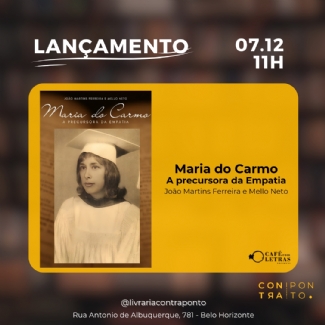 LANÇAMENTO
07.12
11H
JOÃO MARTINS FERREIRA E MELLO NETO
Maria do Carmo
A PRECURSORA DA EMPATIA
Maria do Carmo
A precursora da Empatia
João Martins Ferreira e Mello Neto
CAFÉ COM LETRAS
CON|PON
TRA|TO.
@livrariacontraponto
Rua Antonio de Albuquerque, 781 - Belo Horizonte